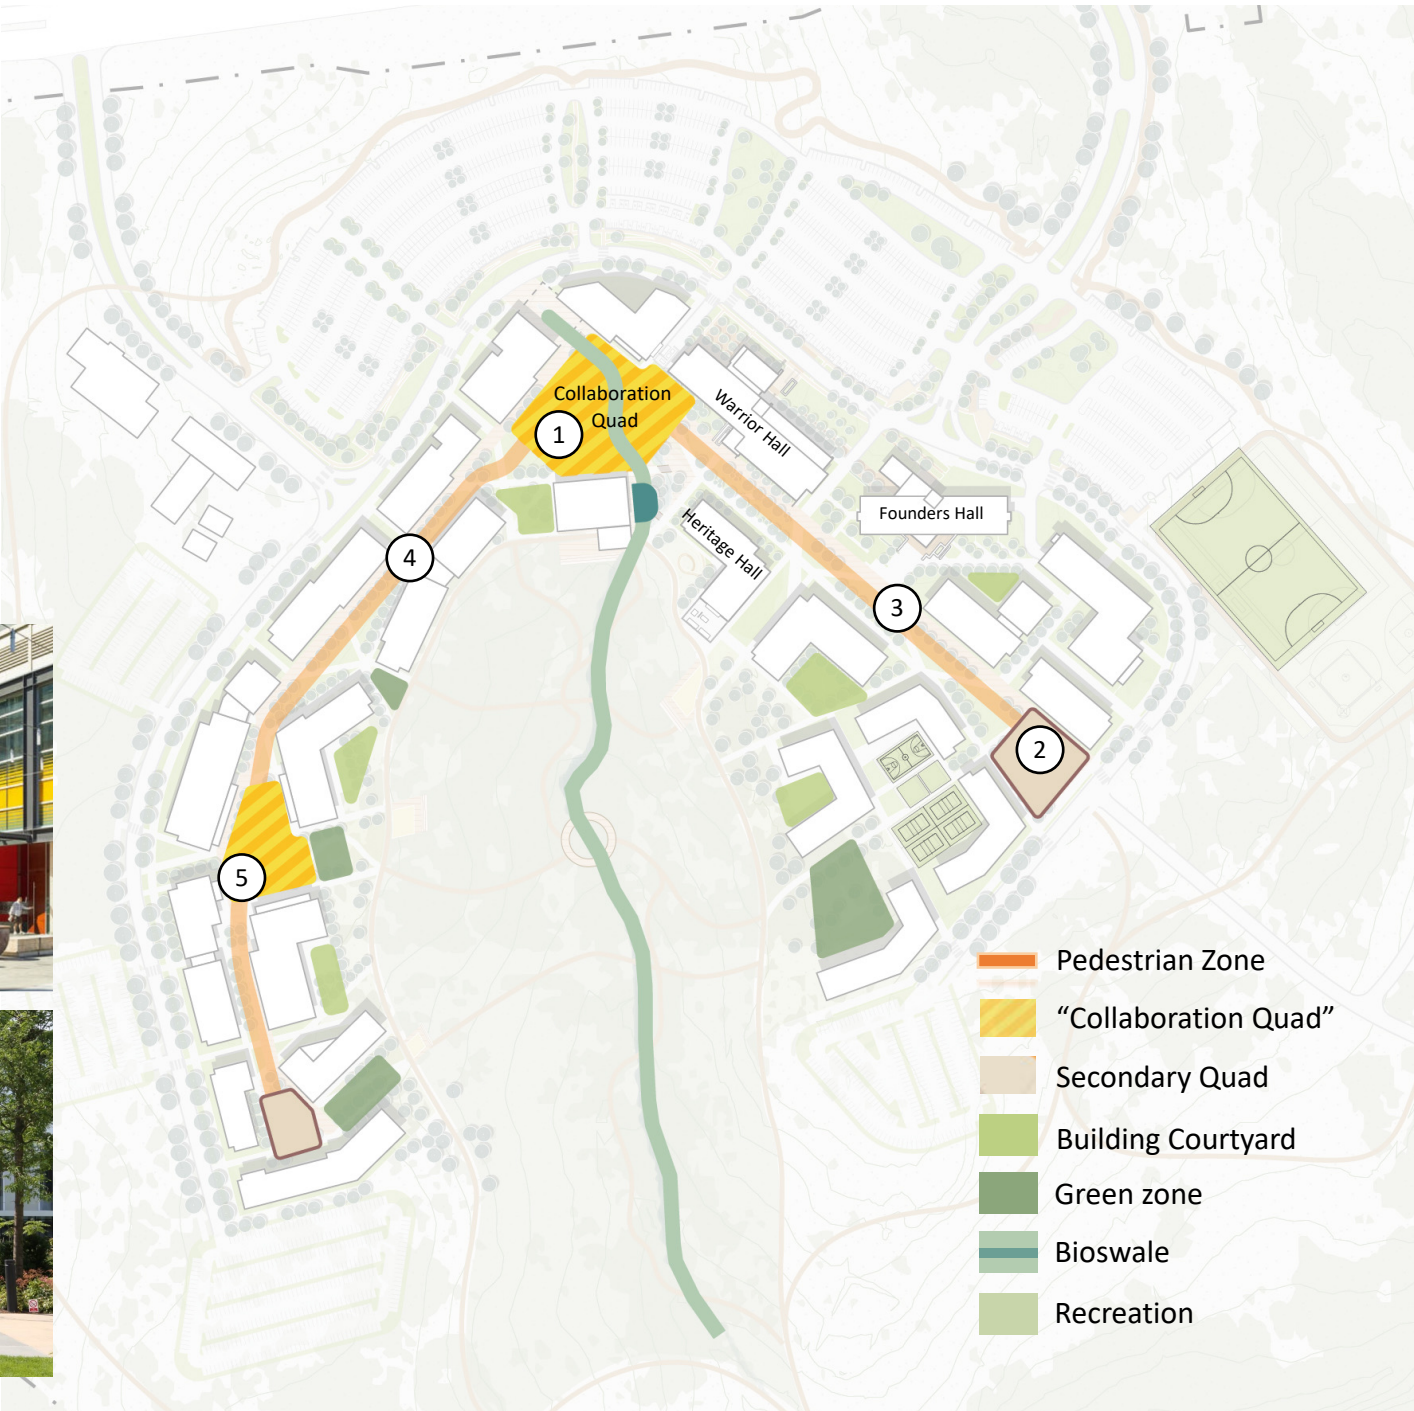 Collaboration
Quad
1
Warrior Hall
Founders Hall
Heritage Hall
4
3
2
5
Pedestrian Zone
“Collaboration Quad”
Secondary Quad
Building Courtyard
Green zone
Bioswale
Recreation